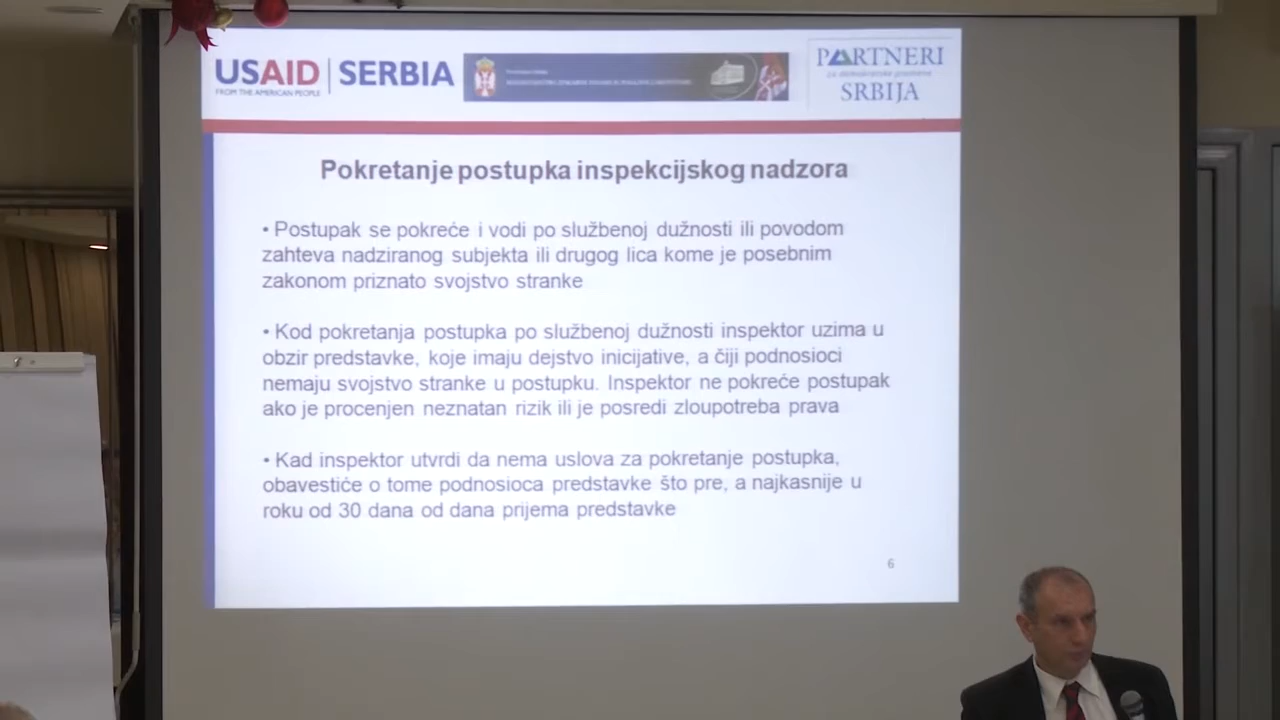 USAID | SERBIA
FROM THE AMERICAN PEOPLE
PARTNERI
za demokratske promene
SRBIJA
Pokretanje postupka inspekcijskog nadzora
• Postupak se pokreće i vodi po službenoj dužnosti ili povodom
zahteva nadziranog subjekta ili drugog lica kome je posebnim
zakonom priznato svojstvo stranke
• Kod pokretanja postupka po službenoj dužnosti inspektor uzima u
obzir predstavke, koje imaju dejstvo inicijative, a čiji podnosioci
nemaju svojstvo stranke u postupku. Inspektor ne pokreće postupak
ako je procenjen neznatan rizik ili je posredi zloupotreba prava
• Kad inspektor utvrdi da nema uslova za pokretanje postupka,
obavestiće o tome podnosioca predstavke što pre, a najkasnije u
roku od 30 dana od dana prijema predstavke
6